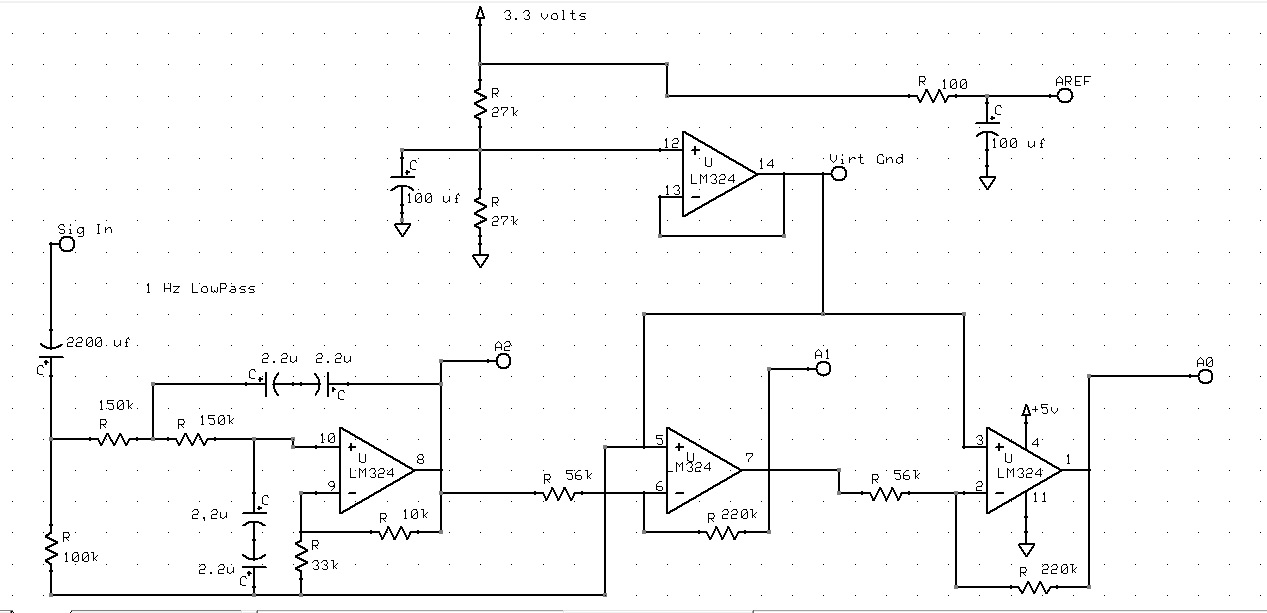 3.3 volts
R
27k
R
100
AREF
C
100 uf
12
+
U
LM324
14
Virt Gnd
13
−
C
100 uf
R
27k
Sig In
1 Hz LowPass
2200 uf
C
2.2u
2.2u
C
C
A2
A1
A0
150k
R
R
150k
10
+
U
LM324
8
9
−
R
10k
R
33k
C
2,2u
2.2u
C
R
100k
R
56k
5
+
U
LM324
7
6
−
R
220k
R
56k
+5v
4
3
+
U
LM324
1
2
−
11
R
220k